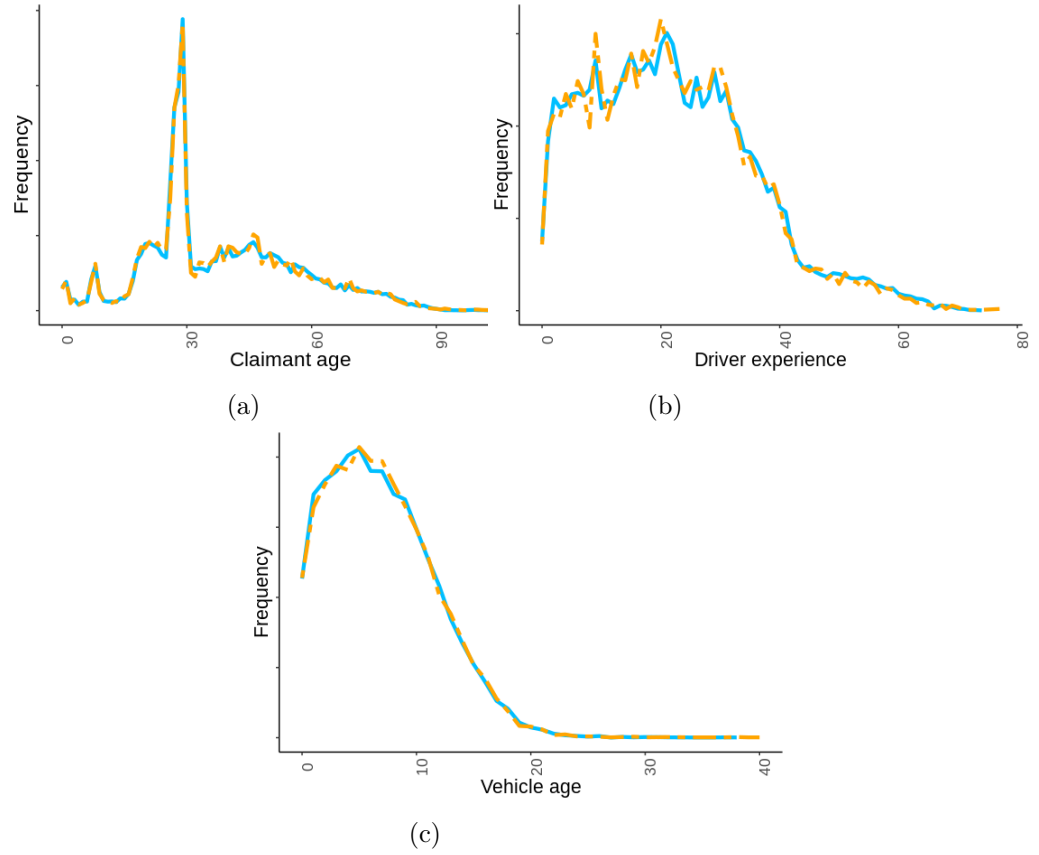 Frequency
0 30 60 90
Claimant age
(a)
Frequency
0 20 40 60 80
Driver experience
(b)
Frequency
0 10 20 30 40
Vehicle age
(c)